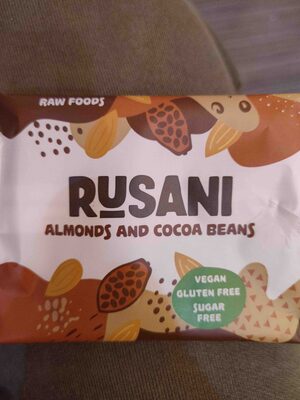 RAW FOODS
RUSANI
ALMONDS AND COCOA BEANS
VEGAN
GLUTEN FREE
SUGAR
FREE